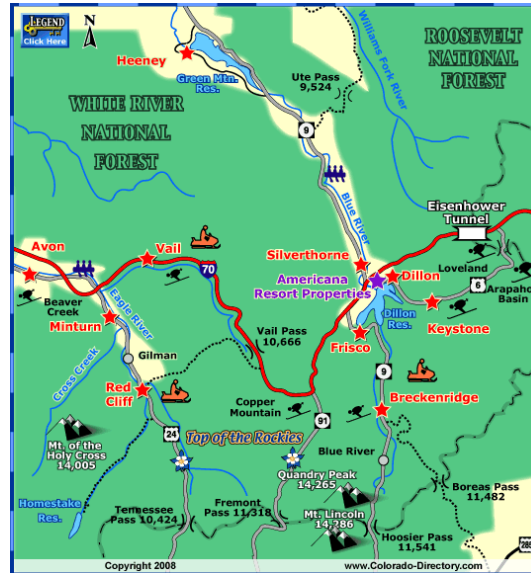 LEGEND
Click Here
N
Heeney
Green Mtn.
Res.
Ute Pass
9,524
Williams Fork River
ROOSEVELT
NATIONAL
FOREST
WHITE RIVER
NATIONAL
FOREST
9
Blue River
Eisenhower
Tunnel
Avon
Vail
Silverthorne
Dillon
Loveland
70
Americana
Resort Properties
6
Arapahoe
Basin
Beaver
Creek
Eagle River
Minturn
Dillon
Res.
Keystone
Vail Pass
10,666
Frisco
Gilman
Cross Creek
9
Red
Cliff
Copper
Mountain
Breckenridge
91
24
Top of the Rockies
Mt. of the
Holy Cross
14,005
Blue River
Quandry Peak
14,265
Boreas Pass
11,482
Homestake
Res.
Tennessee
Pass 10,424
Fremont
Pass 11,318
Mt. Lincoln
14,286
Hoosier Pass
11,541
285
Copyright 2008
www.Colorado-Directory.com